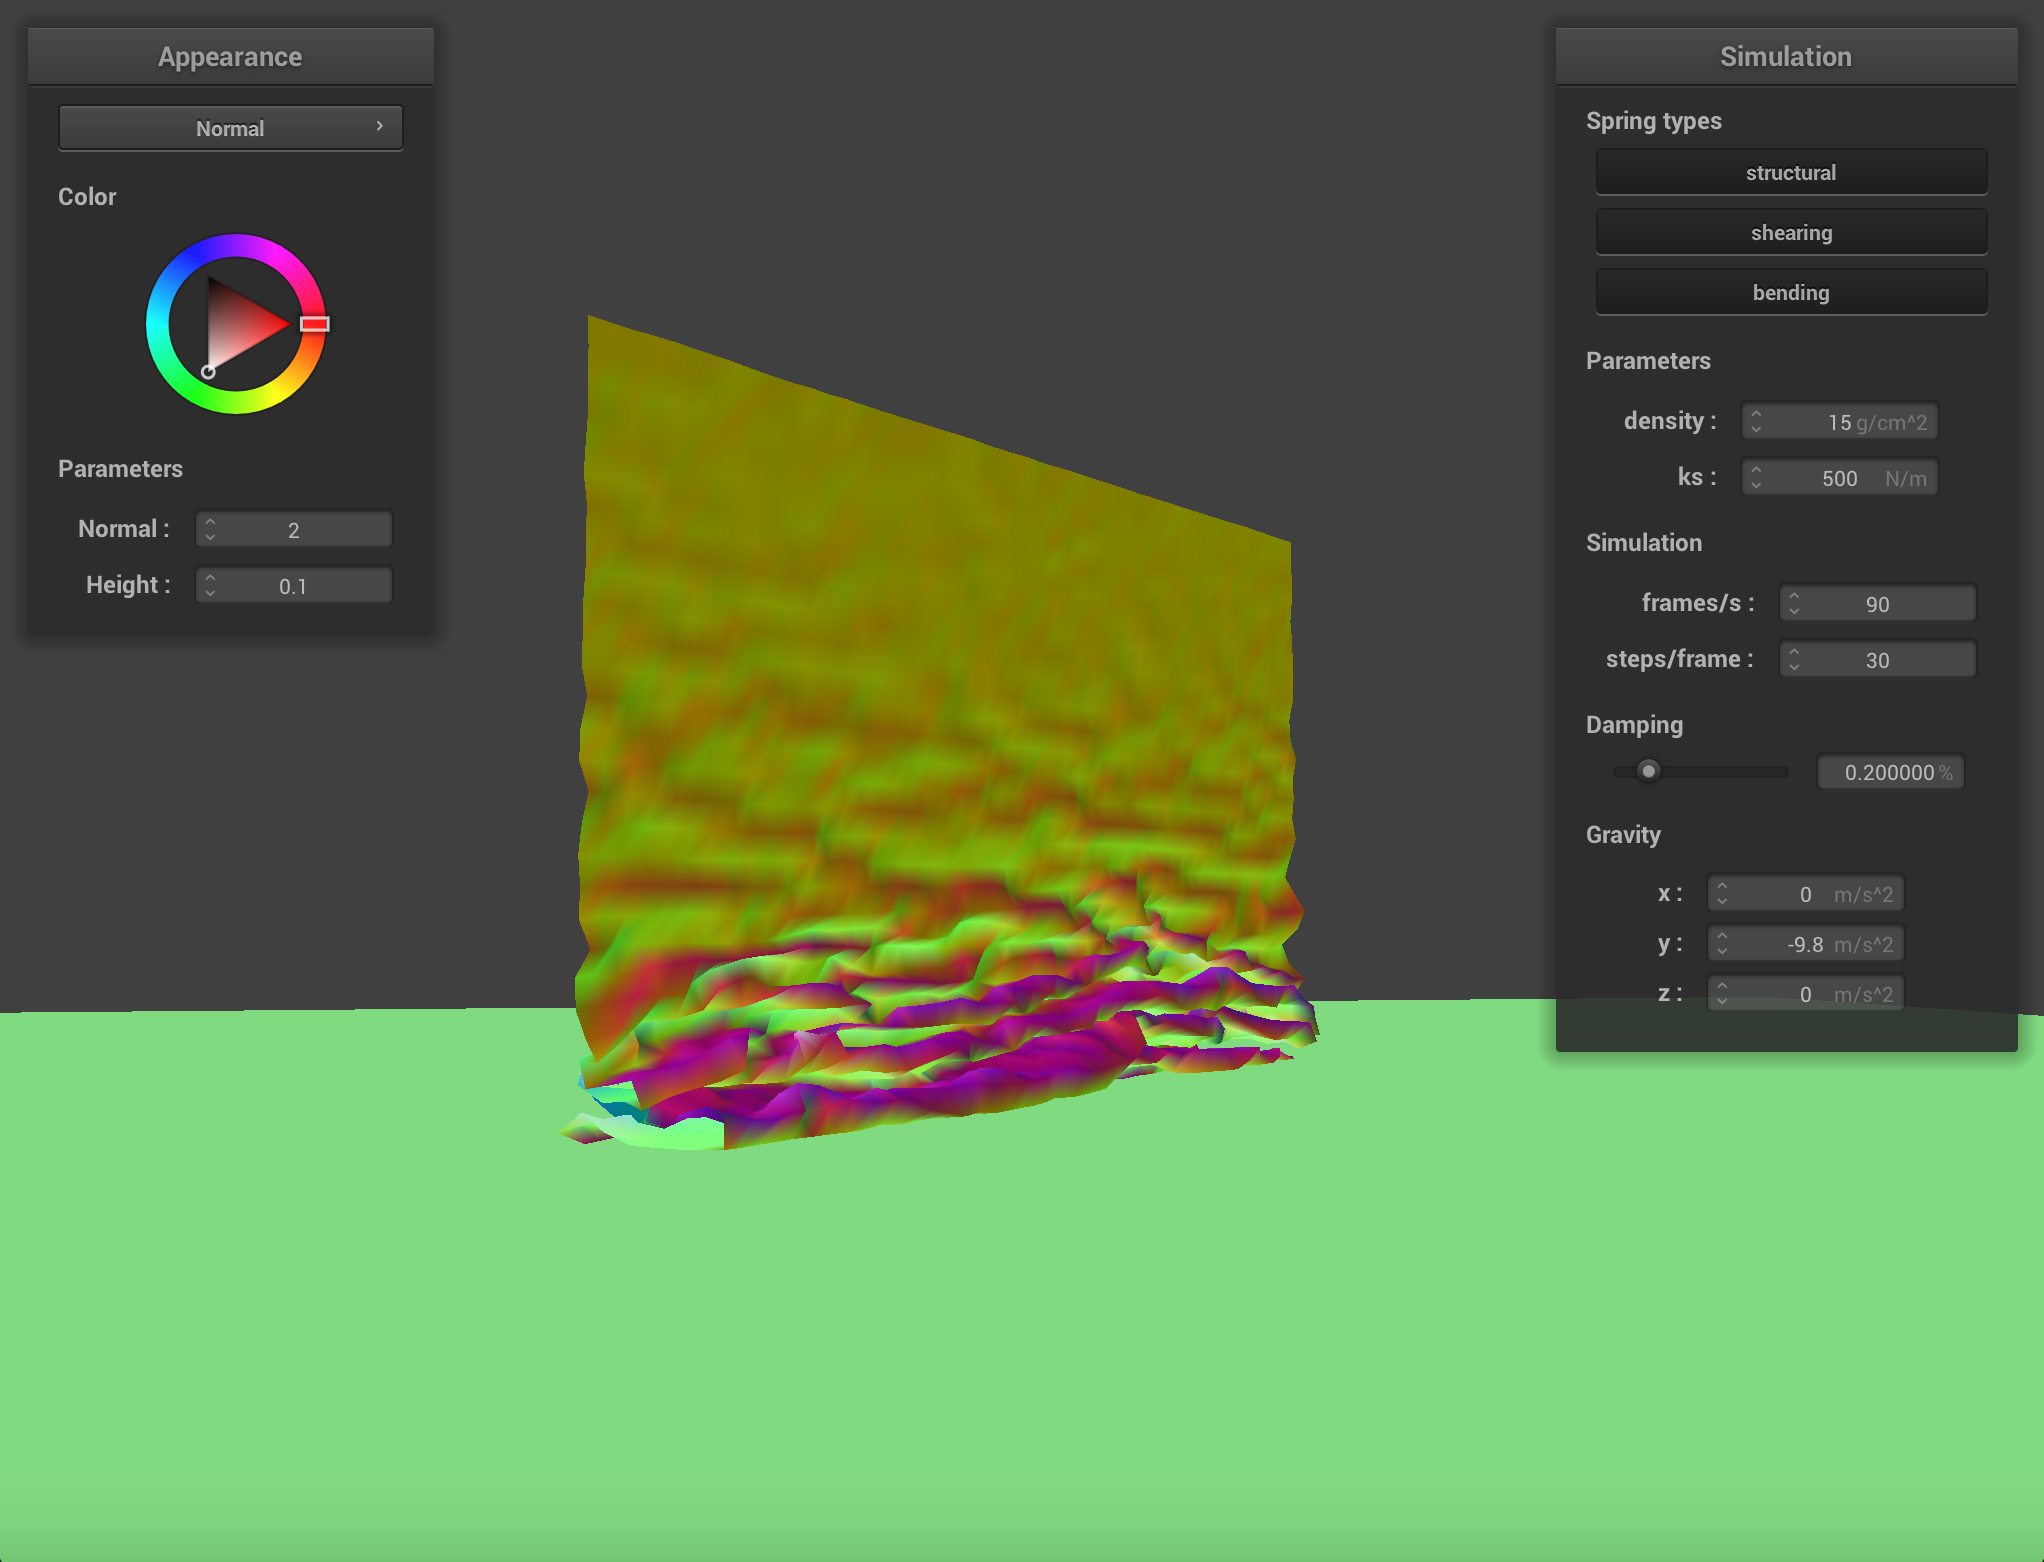 Appearance
Normal
Color
Parameters
Normal : 2
Height : 0.1
Simulation
Spring types
structural
shearing
bending
Parameters
density : 15 g/cm^2
ks : 500 N/m
Simulation
frames/s : 90
steps/frame : 30
Damping
0.200000 %
Gravity
x : 0 m/s^2
y : -9.8 m/s^2
z : 0 m/s^2